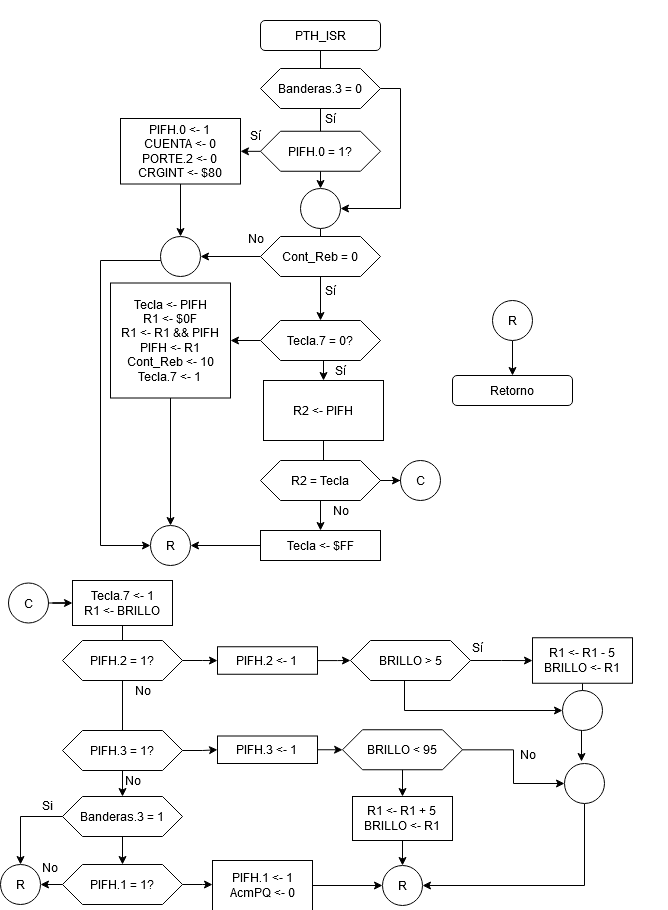 PTH_ISR
Banderas.3 = 0
Sí
PIFH.0 <- 1
CUENTA <- 0
PORTE.2 <- 0
CRGINT <- $80
Sí
PIFH.0 = 1?
No
Cont_Reb = 0
Sí
Tecla <- PIFH
R1 <- $0F
R1 <- R1 && PIFH
PIFH <- R1
Cont_Reb <- 10
Tecla.7 <- 1
Tecla.7 = 0?
Sí
R
Retorno
R2 <- PIFH
R2 = Tecla
C
No
R
Tecla <- $FF
C
Tecla.7 <- 1
R1 <- BRILLO
PIFH.2 = 1?
PIFH.2 <- 1
BRILLO > 5
Sí
R1 <- R1 - 5
BRILLO <- R1
No
PIFH.3 = 1?
PIFH.3 <- 1
BRILLO < 95
No
No
Si
Banderas.3 = 1
R1 <- R1 + 5
BRILLO <- R1
No
R
PIFH.1 = 1?
PIFH.1 <- 1
AcmPQ <- 0
R